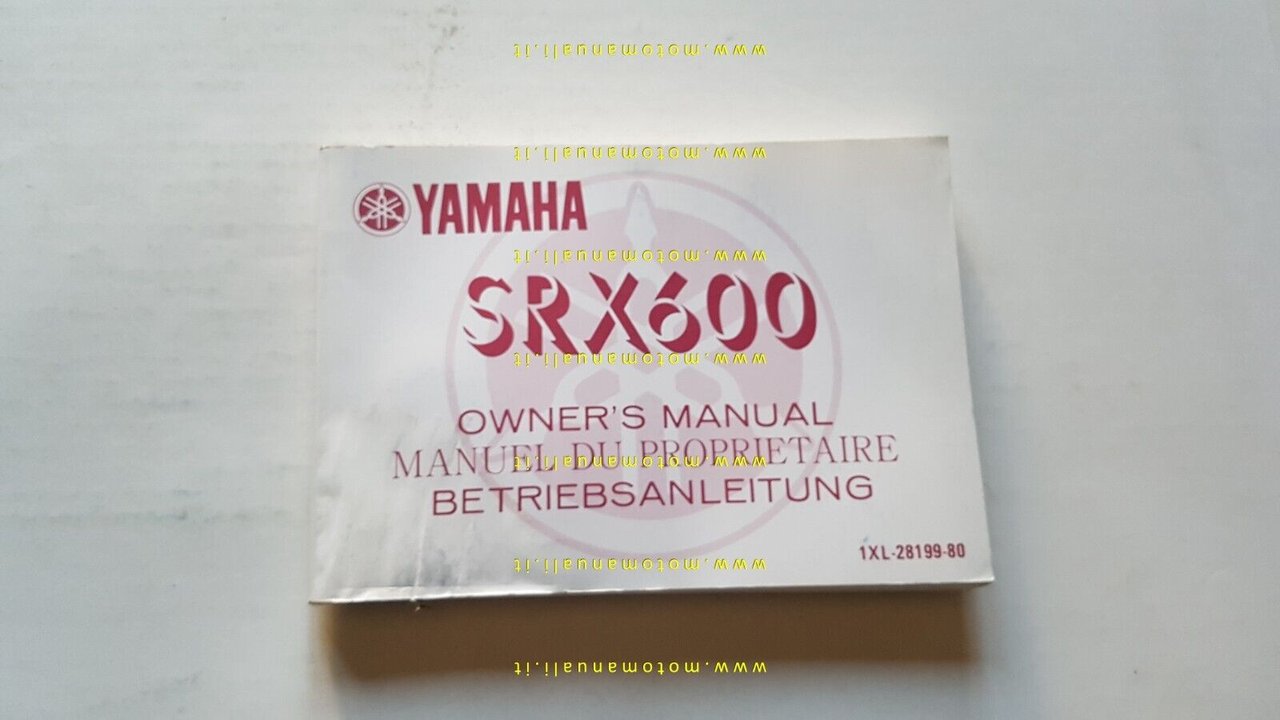 www.motomanuali.it
www.motomanuali.it
YAMAHA
www.motomanuali.it
SRX600
www.motomanuali.it
OWNER'S MANUAL
MANUEL DU PROPRIETAIRE
www.motomanuali.it
BETRIEBSANLEITUNG
1XL-28199-80
www.motomanuali.it
www.motomanuali.it